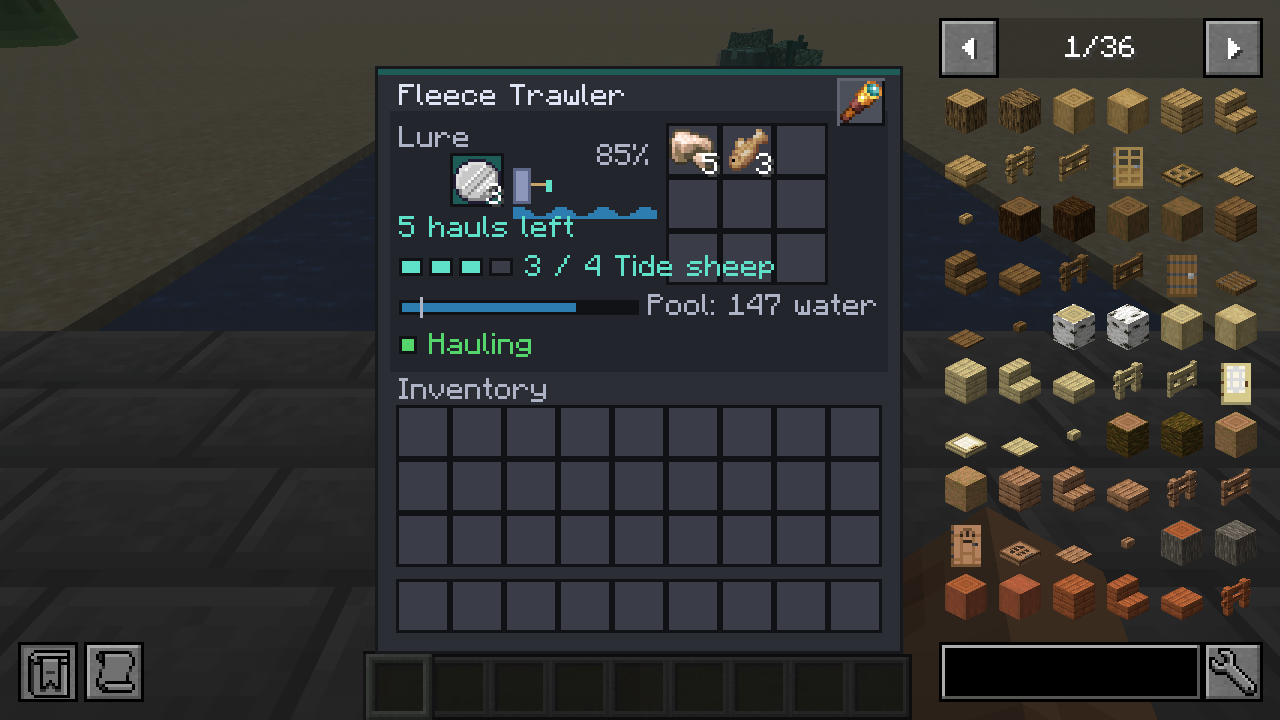 1/36
Fleece Trawler
Lure
85%
5
3
3
5 hauls left
3 / 4 Tide sheep
Pool: 147 water
Hauling
Inventory